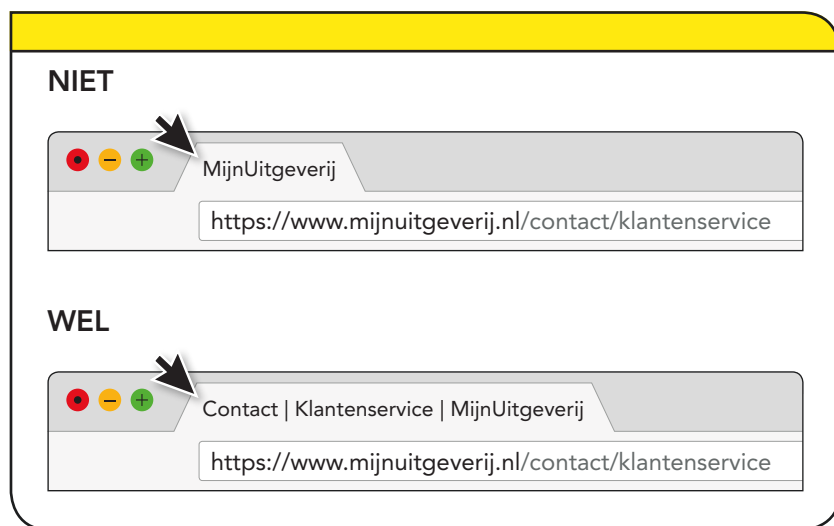 NIET
MijnUitgeverij
https://www.mijnuitgeverij.nl/contact/klantenservice
WEL
Contact | Klantenservice | MijnUitgeverij
https://www.mijnuitgeverij.nl/contact/klantenservice